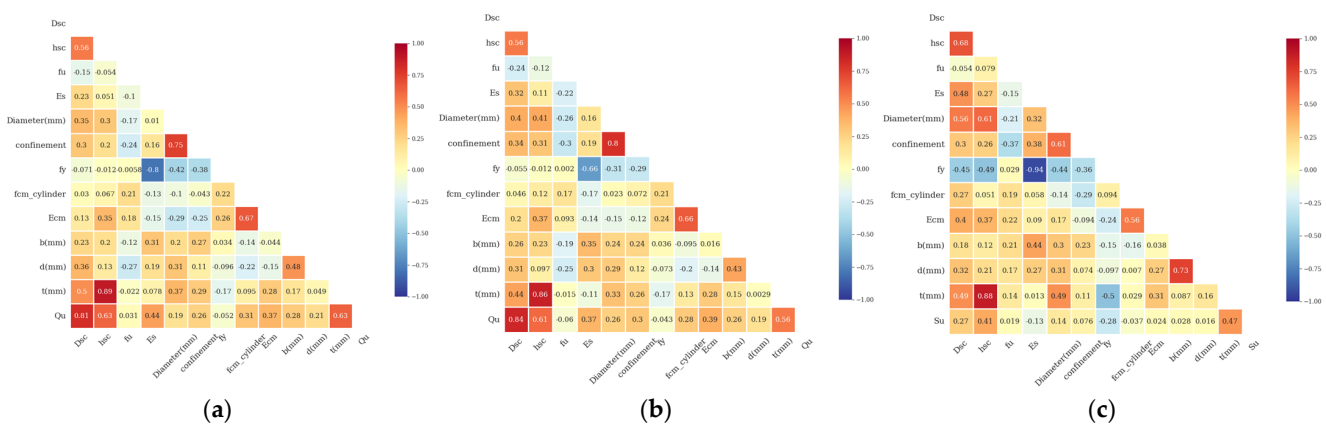 Dsc
hsc 0.56
fu -0.15 -0.054
Es 0.23 0.051 -0.1
Diameter(mm) 0.35 0.3 -0.17 0.01
confinement 0.3 0.2 -0.24 0.16 0.75
fy -0.071 -0.012 -0.0058 -0.8 -0.42 -0.38
fcm_cylinder 0.03 0.067 0.21 -0.13 -0.1 -0.043 0.22
Ecm 0.13 0.35 0.18 -0.15 -0.29 -0.25 0.26 0.67
b(mm) 0.23 0.2 -0.12 0.31 0.2 0.27 0.034 -0.14 -0.044
d(mm) 0.36 0.13 -0.27 0.19 0.31 0.11 -0.096 -0.2 -0.15 0.48
t(mm) 0.5 0.89 -0.022 0.078 0.37 0.29 -0.17 0.095 0.28 0.17 0.049
Qu 0.81 0.63 0.031 0.44 0.19 0.26 -0.052 0.31 0.37 0.28 0.21 0.63
Dsc hsc fu Es Diameter(mm) confinement fy fcm_cylinder Ecm b(mm) d(mm) t(mm) Qu
1.00
0.75
0.50
0.25
0.00
-0.25
-0.50
-0.75
-1.00
(a)
Dsc
hsc 0.56
fu -0.24 -0.12
Es 0.32 0.11 -0.22
Diameter(mm) 0.4 0.41 -0.26 0.16
confinement 0.34 0.31 -0.3 0.19 0.8
fy -0.055 -0.012 0.002 -0.66 -0.31 -0.29
fcm_cylinder 0.046 0.12 0.17 -0.17 0.023 0.072 0.21
Ecm 0.2 0.37 0.093 -0.14 -0.15 -0.12 0.24 0.66
b(mm) 0.26 0.23 -0.19 0.35 0.24 0.24 0.036 -0.095 0.016
d(mm) 0.31 0.097 -0.25 0.3 0.29 0.12 -0.073 -0.2 -0.14 0.43
t(mm) 0.44 0.86 -0.015 -0.11 0.33 0.26 -0.17 0.13 0.28 0.15 0.0029
Qu 0.84 0.61 -0.06 0.37 0.26 0.3 -0.043 0.28 0.39 0.26 0.19 0.56
Dsc hsc fu Es Diameter(mm) confinement fy fcm_cylinder Ecm b(mm) d(mm) t(mm) Qu
1.00
0.75
0.50
0.25
0.00
-0.25
-0.50
-0.75
-1.00
(b)
Dsc
hsc 0.68
fu -0.054 0.079
Es 0.48 0.27 -0.15
Diameter(mm) 0.56 0.61 -0.21 0.32
confinement 0.3 0.26 -0.37 0.38 0.61
fy -0.45 -0.49 0.029 -0.94 -0.44 -0.36
fcm_cylinder 0.27 0.051 0.19 0.058 -0.14 -0.29 0.094
Ecm 0.4 0.37 0.22 0.09 0.17 -0.094 -0.24 0.56
b(mm) 0.18 0.12 0.21 0.44 0.3 0.23 -0.15 -0.16 0.038
d(mm) 0.32 0.21 0.17 0.27 0.31 0.074 -0.097 0.007 0.27 0.73
t(mm) 0.49 0.88 0.14 0.013 0.49 0.11 -0.5 0.029 0.31 0.087 0.16
Su 0.27 0.41 0.019 -0.13 0.14 0.076 -0.28 -0.037 0.024 0.028 0.016 0.47
Dsc hsc fu Es Diameter(mm) confinement fy fcm_cylinder Ecm b(mm) d(mm) t(mm) Su
1.00
0.75
0.50
0.25
0.00
-0.25
-0.50
-0.75
-1.00
(c)